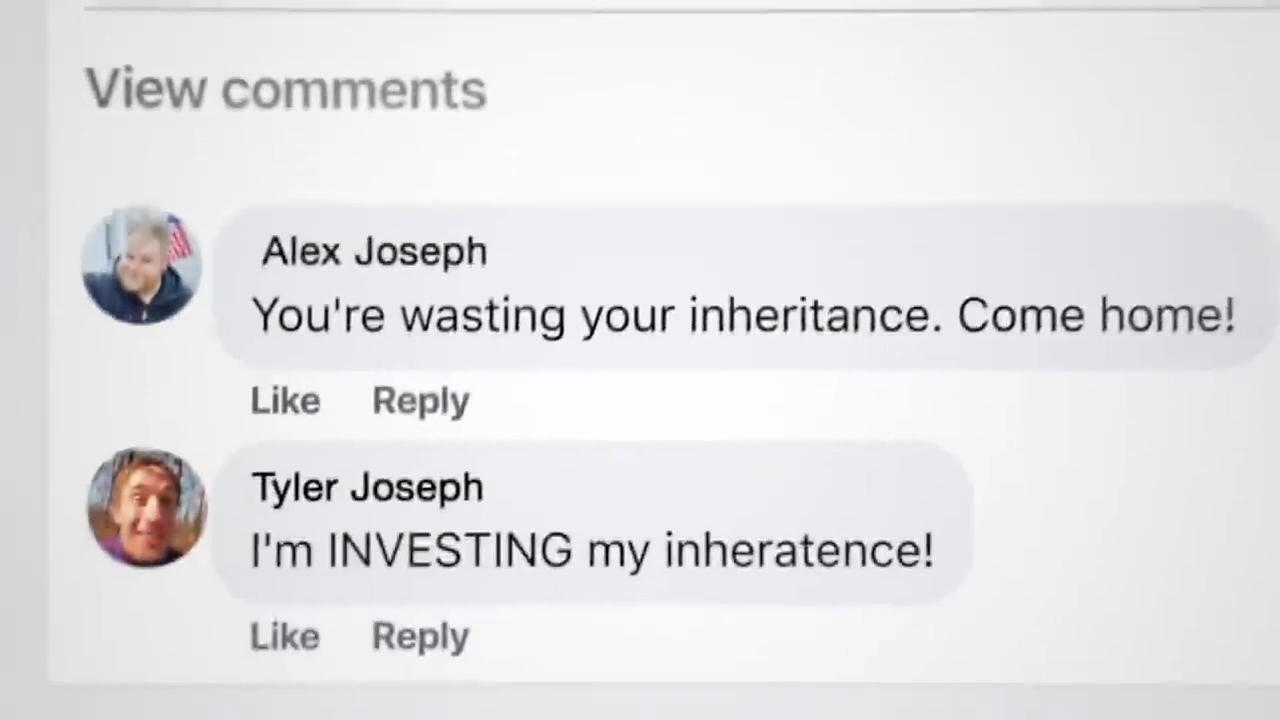 View comments
Alex Joseph
You're wasting your inheritance. Come home!
Like Reply
Tyler Joseph
I'm INVESTING my inheratence!
Like Reply